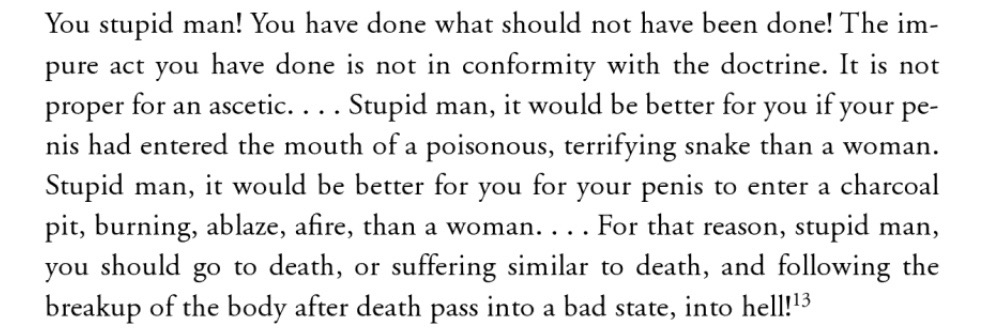 You stupid man! You have done what should not have been done! The im-
pure act you have done is not in conformity with the doctrine. It is not
proper for an ascetic. . . . Stupid man, it would be better for you if your pe-
nis had entered the mouth of a poisonous, terrifying snake than a woman.
Stupid man, it would be better for you for your penis to enter a charcoal
pit, burning, ablaze, afire, than a woman. . . . For that reason, stupid man,
you should go to death, or suffering similar to death, and following the
breakup of the body after death pass into a bad state, into hell!¹³